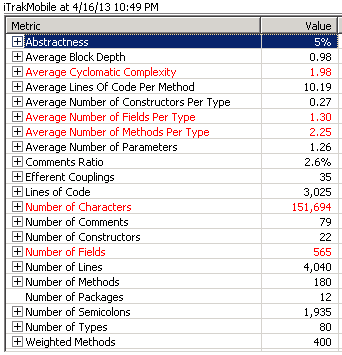 iTrakMobile at 4/16/13 10:49 PM
Metric Value
Abstractness 5%
Average Block Depth 0.98
Average Cyclomatic Complexity 1.98
Average Lines Of Code Per Method 10.19
Average Number of Constructors Per Type 0.27
Average Number of Fields Per Type 1.30
Average Number of Methods Per Type 2.25
Average Number of Parameters 1.26
Comments Ratio 2.6%
Efferent Couplings 35
Lines of Code 3,025
Number of Characters 151,694
Number of Comments 79
Number of Constructors 22
Number of Fields 565
Number of Lines 4,040
Number of Methods 180
Number of Packages 12
Number of Semicolons 1,935
Number of Types 80
Weighted Methods 400